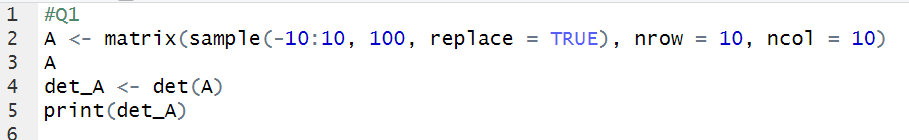 1 #Q1
2 A <- matrix(sample(-10:10, 100, replace = TRUE), nrow = 10, ncol = 10)
3 A
4 det_A <- det(A)
5 print(det_A)
6